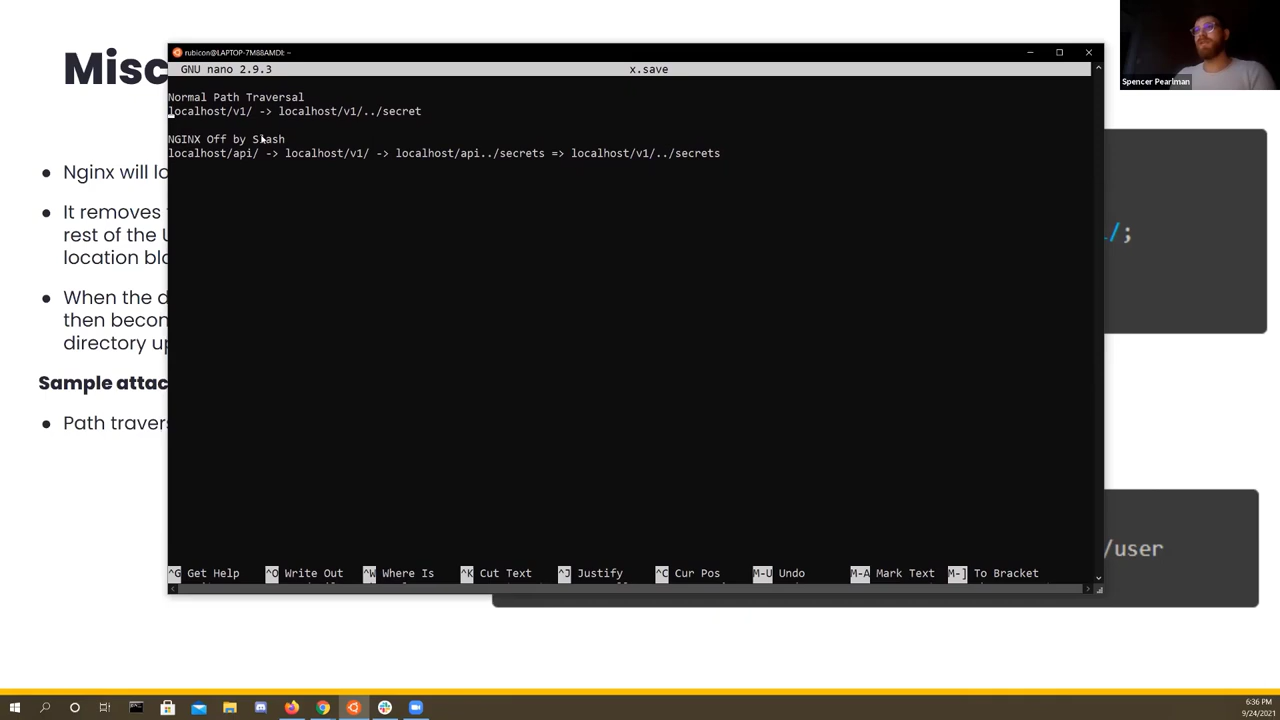 Misc
Nginx will lo
It removes
rest of the U
location blo
When the d
then becom
directory up
Sample attac
Path travers
rubicon@LAPTOP-7M88AMDI: ~
GNU nano 2.9.3 x.save
Normal Path Traversal
localhost/v1/ -> localhost/v1/../secret
NGINX Off by Slash
localhost/api/ -> localhost/v1/ -> localhost/api../secrets => localhost/v1/../secrets
^G Get Help ^O Write Out ^W Where Is ^K Cut Text ^J Justify ^C Cur Pos M-U Undo M-A Mark Text M-] To Bracket
/;
/user
Spencer Pearlman
6:36 PM
9/24/2021